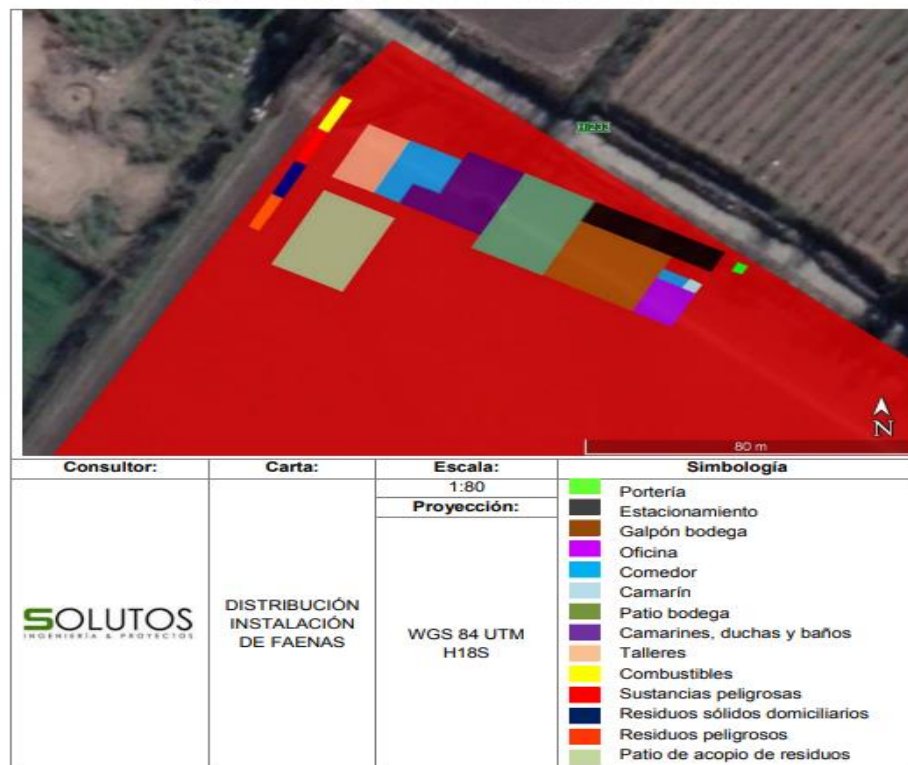 H-233
80 m
N
Consultor:
Carta:
Escala:
Simbología
1:80
Proyección:
SOLUTOS
INGENIERÍA & PROYECTOS
DISTRIBUCIÓN
INSTALACIÓN
DE FAENAS
WGS 84 UTM
H18S
Portería
Estacionamiento
Galpón bodega
Oficina
Comedor
Camarín
Patio bodega
Camarines, duchas y baños
Talleres
Combustibles
Sustancias peligrosas
Residuos sólidos domiciliarios
Residuos peligrosos
Patio de acopio de residuos